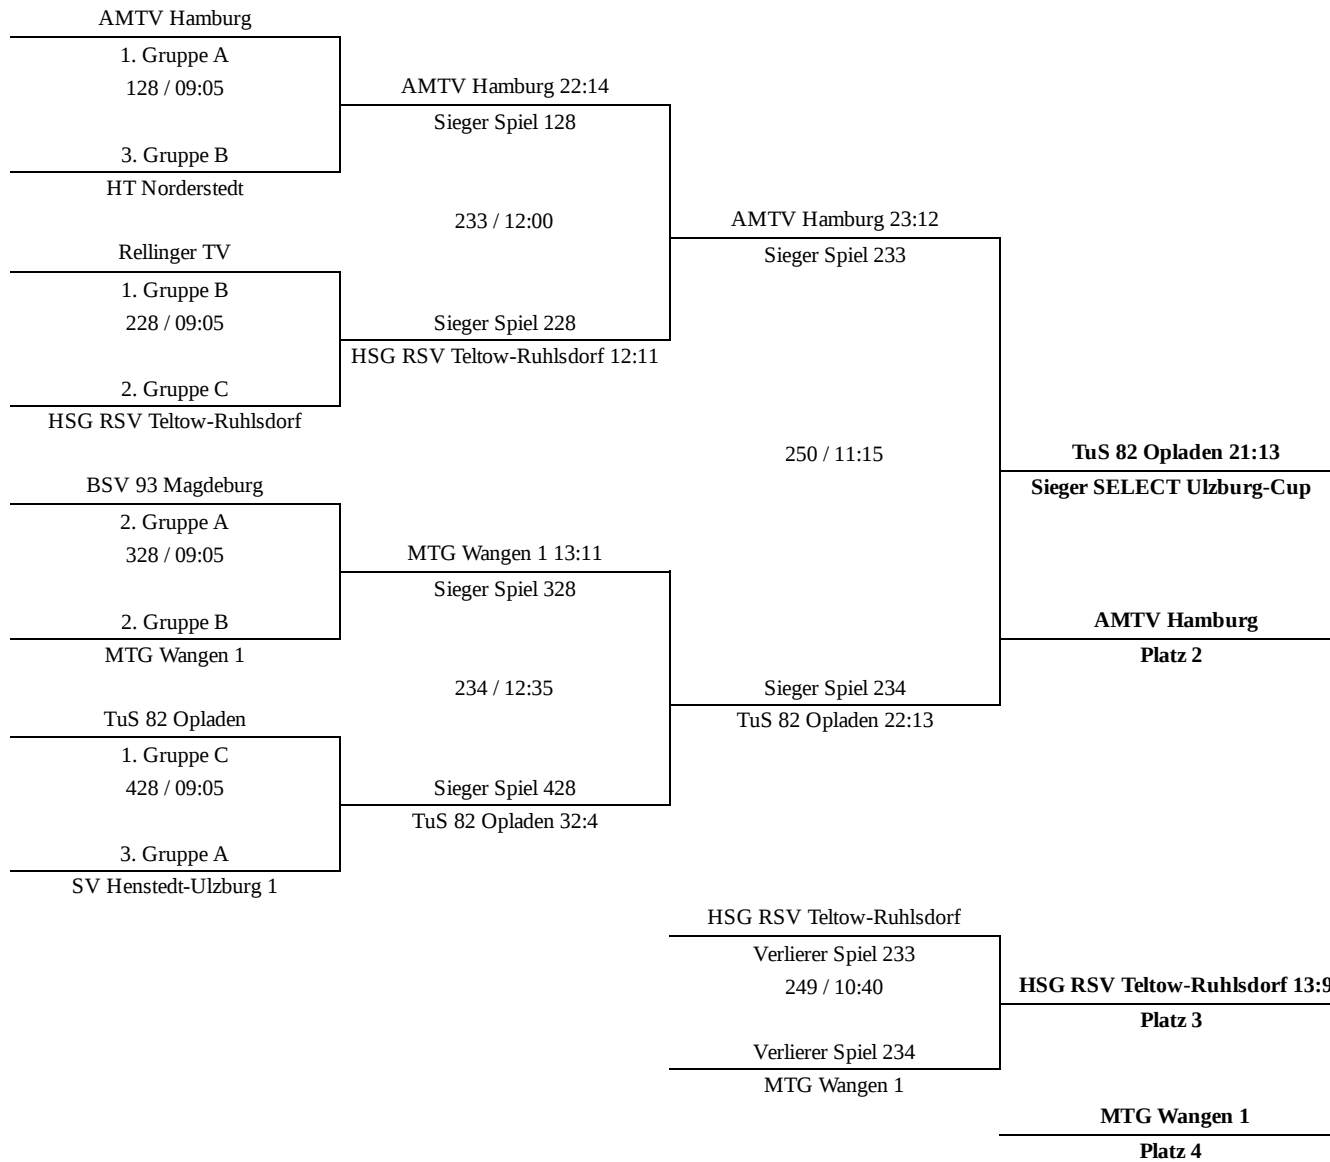 AMTV Hamburg
1. Gruppe A
128 / 09:05
3. Gruppe B
HT Norderstedt
Rellinger TV
1. Gruppe B
228 / 09:05
2. Gruppe C
HSG RSV Teltow-Ruhlsdorf
BSV 93 Magdeburg
2. Gruppe A
328 / 09:05
2. Gruppe B
MTG Wangen 1
TuS 82 Opladen
1. Gruppe C
428 / 09:05
3. Gruppe A
SV Henstedt-Ulzburg 1
AMTV Hamburg 22:14
Sieger Spiel 128
233 / 12:00
Sieger Spiel 228
HSG RSV Teltow-Ruhlsdorf 12:11
MTG Wangen 1 13:11
Sieger Spiel 328
234 / 12:35
Sieger Spiel 428
TuS 82 Opladen 32:4
AMTV Hamburg 23:12
Sieger Spiel 233
250 / 11:15
Sieger Spiel 234
TuS 82 Opladen 22:13
TuS 82 Opladen 21:13
Sieger SELECT Ulzburg-Cup
AMTV Hamburg
Platz 2
HSG RSV Teltow-Ruhlsdorf
Verlierer Spiel 233
249 / 10:40
Verlierer Spiel 234
MTG Wangen 1
HSG RSV Teltow-Ruhlsdorf 13:9
Platz 3
MTG Wangen 1
Platz 4